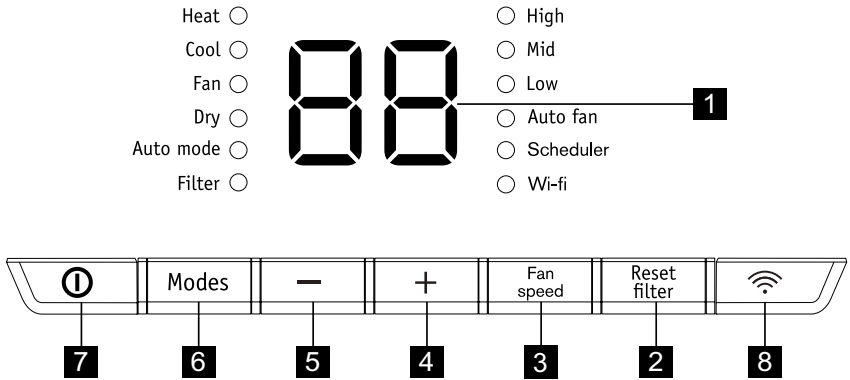 Heat
High
Cool
88
Mid
Fan
Low
1
Dry
Auto fan
Auto mode
Scheduler
Filter
Wi-fi
Modes
−
+
Fan
speed
Reset
filter
7
6
5
4
3
2
8